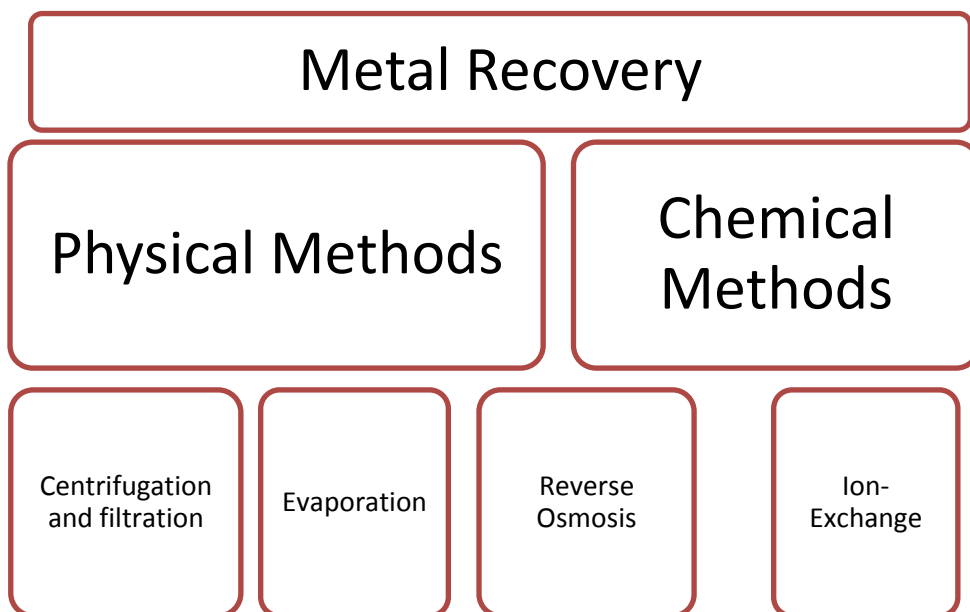 Metal Recovery
Physical Methods
Chemical
Methods
Centrifugation
and filtration
Evaporation
Reverse
Osmosis
Ion-
Exchange